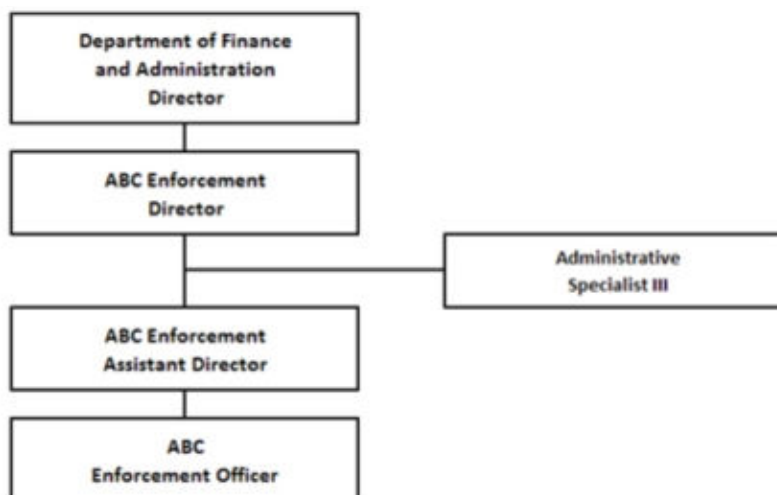 Department of Finance
and Administration
Director
ABC Enforcement
Director
Administrative
Specialist III
ABC Enforcement
Assistant Director
ABC
Enforcement Officer